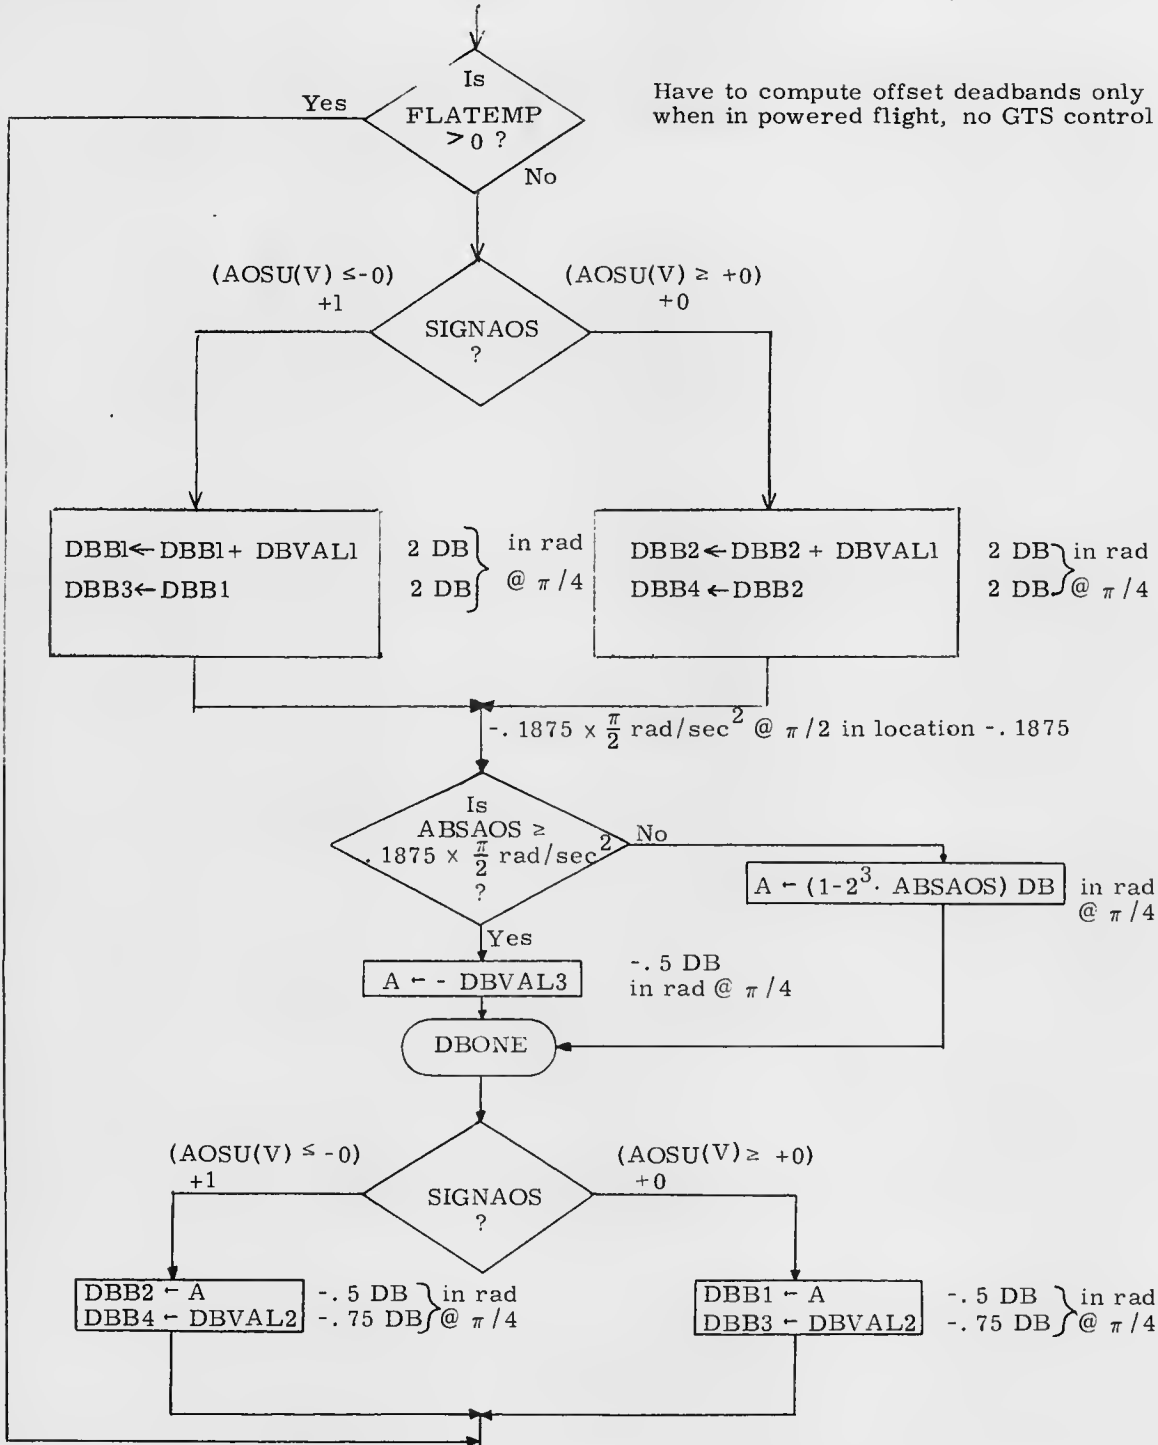 Is
FLATEMP
> 0 ?
Yes
No
Have to compute offset deadbands only
when in powered flight, no GTS control
(AOSU(V) ≤ -0)
+1
(AOSU(V) ≥ +0)
+0
SIGNAOS
?
DBB1 ← DBB1 + DBVAL1
DBB3 ← DBB1
2 DB
2 DB
} in rad
@ π/4
DBB2 ← DBB2 + DBVAL1
DBB4 ← DBB2
2 DB
2 DB
} in rad
@ π/4
-. 1875 x π/2 rad/sec² @ π/2 in location -. 1875
Is
ABSAOS ≥
. 1875 x π/2 rad/sec²
?
No
Yes
A ← (1-2³· ABSAOS) DB
in rad
@ π/4
A ← - DBVAL3
-. 5 DB
in rad @ π/4
DBONE
(AOSU(V) ≤ -0)
+1
(AOSU(V) ≥ +0)
+0
SIGNAOS
?
DBB2 ← A
DBB4 ← DBVAL2
-. 5 DB
-. 75 DB
} in rad
@ π/4
DBB1 ← A
DBB3 ← DBVAL2
-. 5 DB
-. 75 DB
} in rad
@ π/4